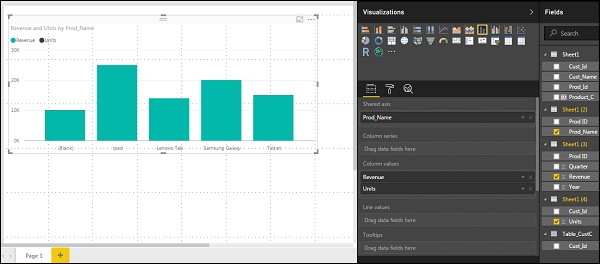 Revenue and Units by Prod_Name
Revenue Units
30K
20K
10K
0K
(Blank) Ipad Lenovo Tab Samsung Galaxy Tablet
Page 1
Visualizations
R
Shared axis
Prod_Name
Column series
Drag data fields here
Column values
Revenue
Units
Line values
Drag data fields here
Tooltips
Drag data fields here
Fields
Search
Sheet1
Cust_Id
Cust_Name
Prod_Id
Product_C
Sheet1 (2)
Prod ID
Prod_Name
Sheet1 (3)
Prod ID
Quarter
Revenue
Year
Sheet1 (4)
Cust_Id
Units
Table_CustC
Cust_Id